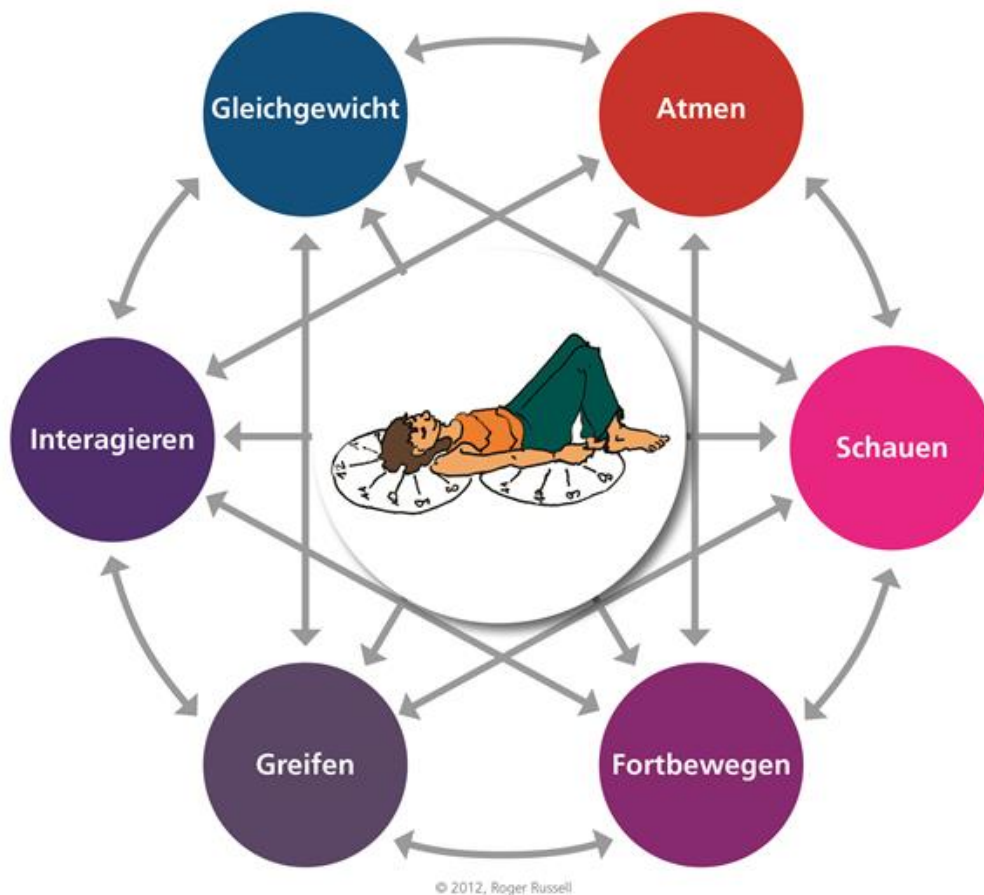 Gleichgewicht
Atmen
Interagieren
Schauen
Greifen
Fortbewegen
© 2012, Roger Russell